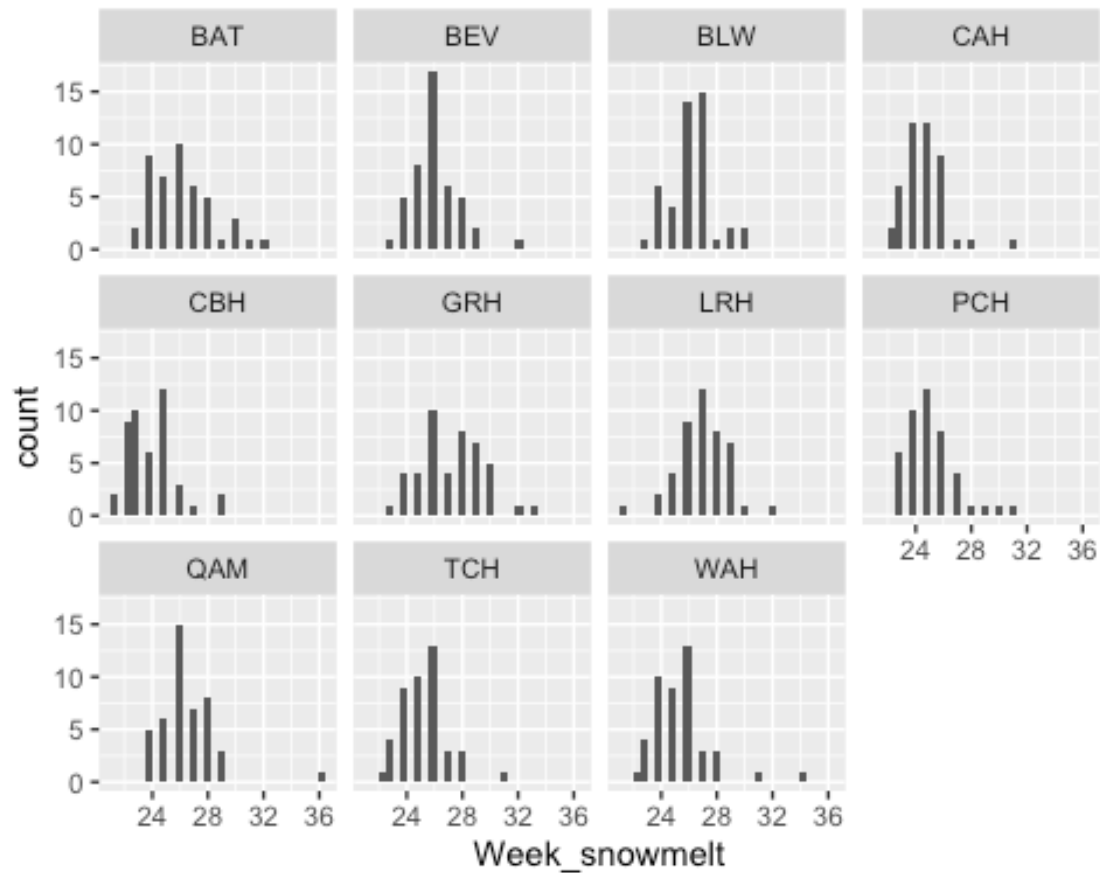 BAT BEV BLW CAH
15
10
5
0
CBH GRH LRH PCH
15
10
5
0
24 28 32 36
QAM TCH WAH
15
10
5
0
24 28 32 36 24 28 32 36 24 28 32 36
count
Week_snowmelt